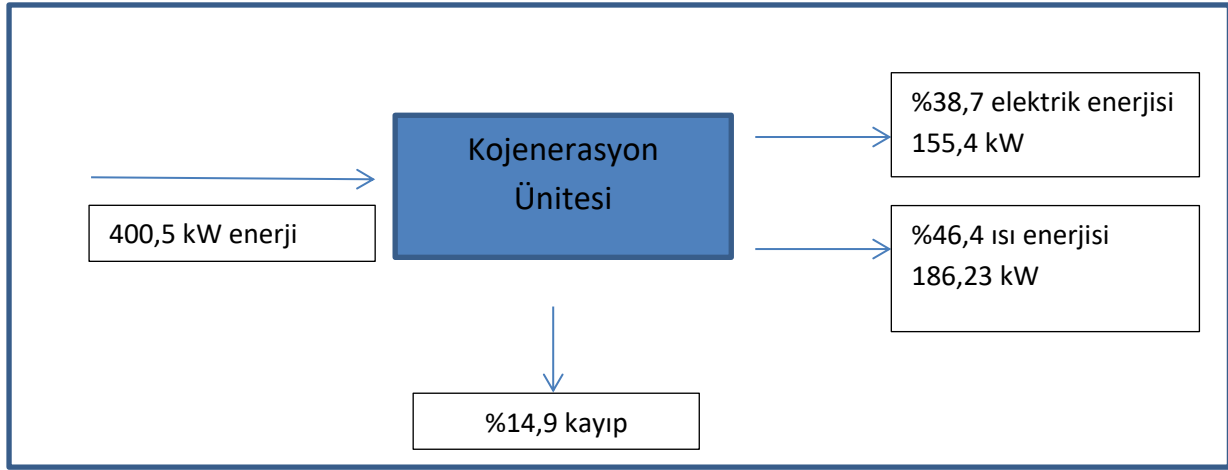 400,5 kW enerji
Kojenerasyon
Ünitesi
%38,7 elektrik enerjisi
155,4 kW
%46,4 ısı enerjisi
186,23 kW
%14,9 kayıp